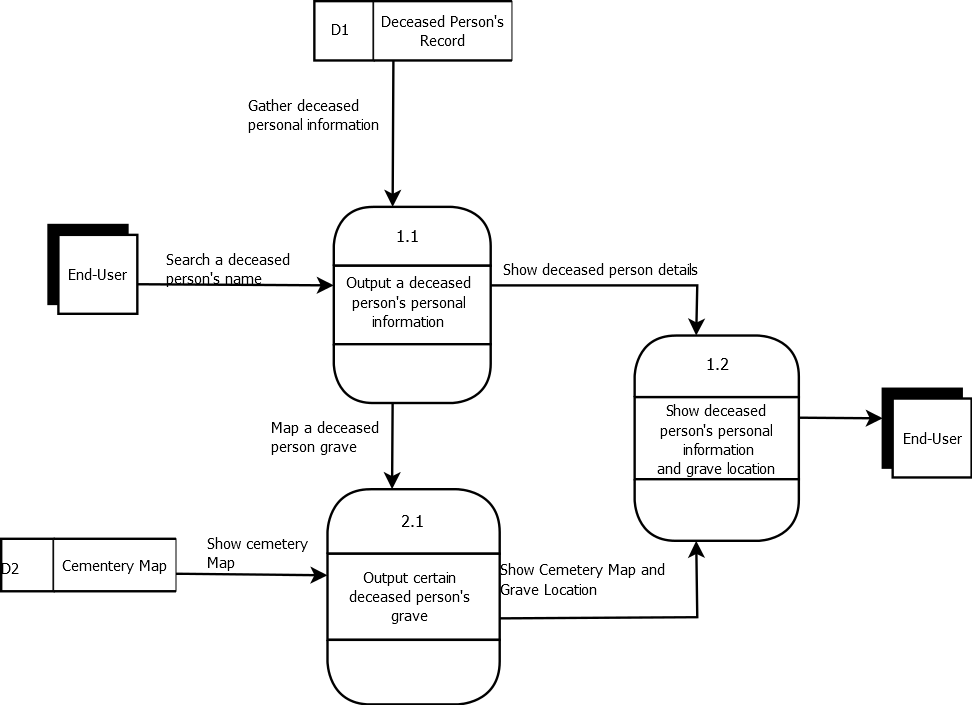 D1
Deceased Person's
Record
Gather deceased
personal information
1.1
End-User
Search a deceased
person's name
Output a deceased
person's personal
information
Show deceased person details
1.2
Show deceased
person's personal
information
and grave location
End-User
Map a deceased
person grave
2.1
D2
Cementery Map
Show cemetery
Map
Output certain
deceased person's
grave
Show Cemetery Map and
Grave Location